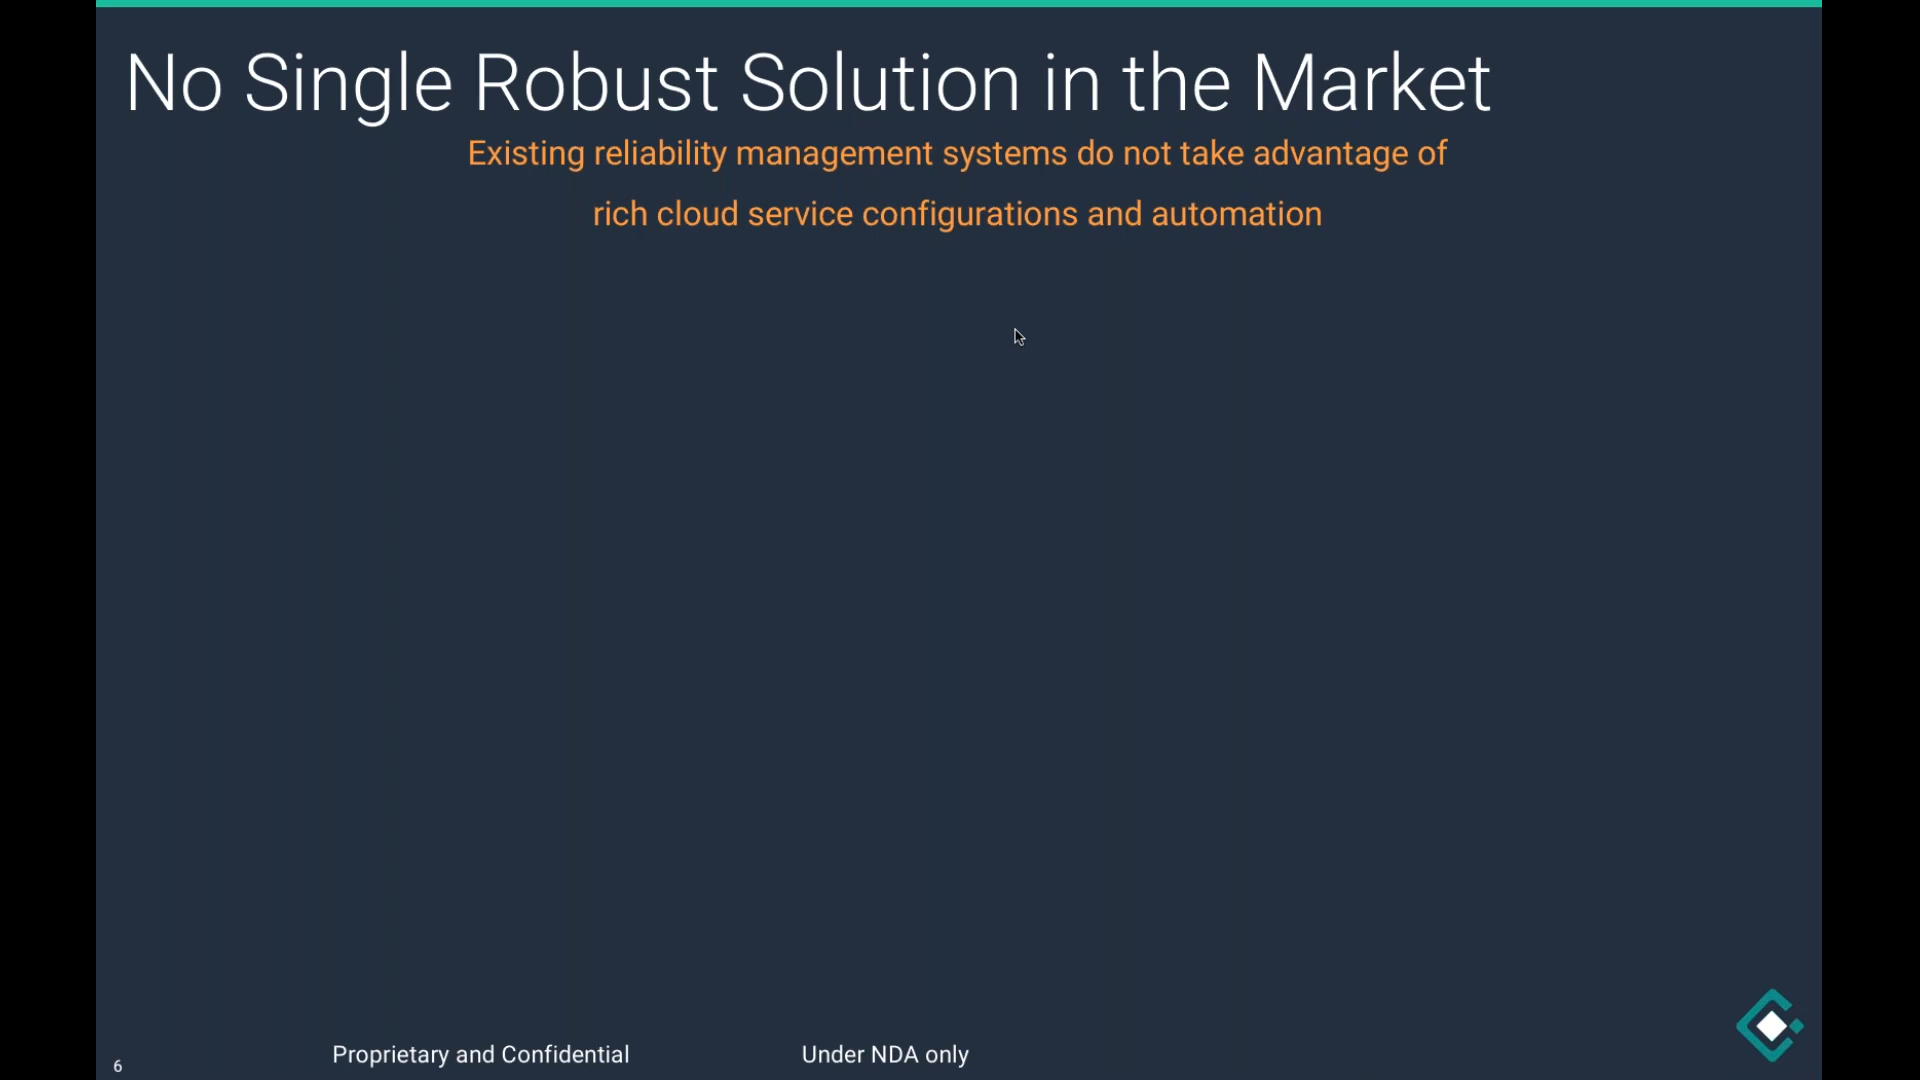 No Single Robust Solution in the Market
Existing reliability management systems do not take advantage of
rich cloud service configurations and automation
6
Proprietary and Confidential
Under NDA only